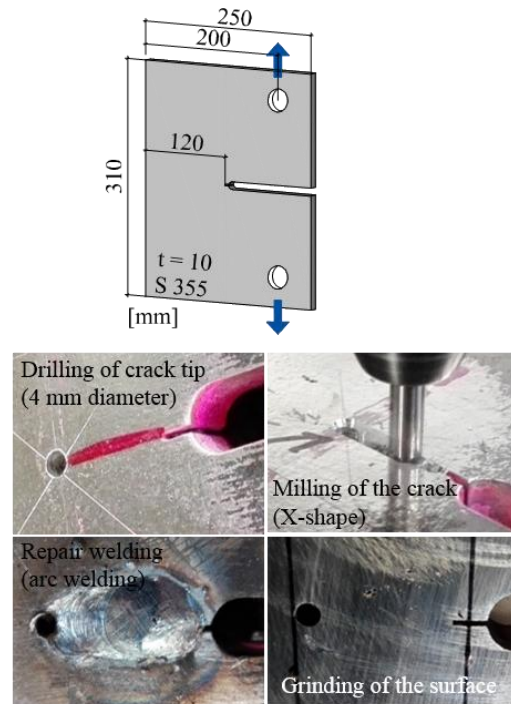 250
200
120
310
t = 10
S 355
[mm]
Drilling of crack tip
(4 mm diameter)
Milling of the crack
(X-shape)
Repair welding
(arc welding)
Grinding of the surface